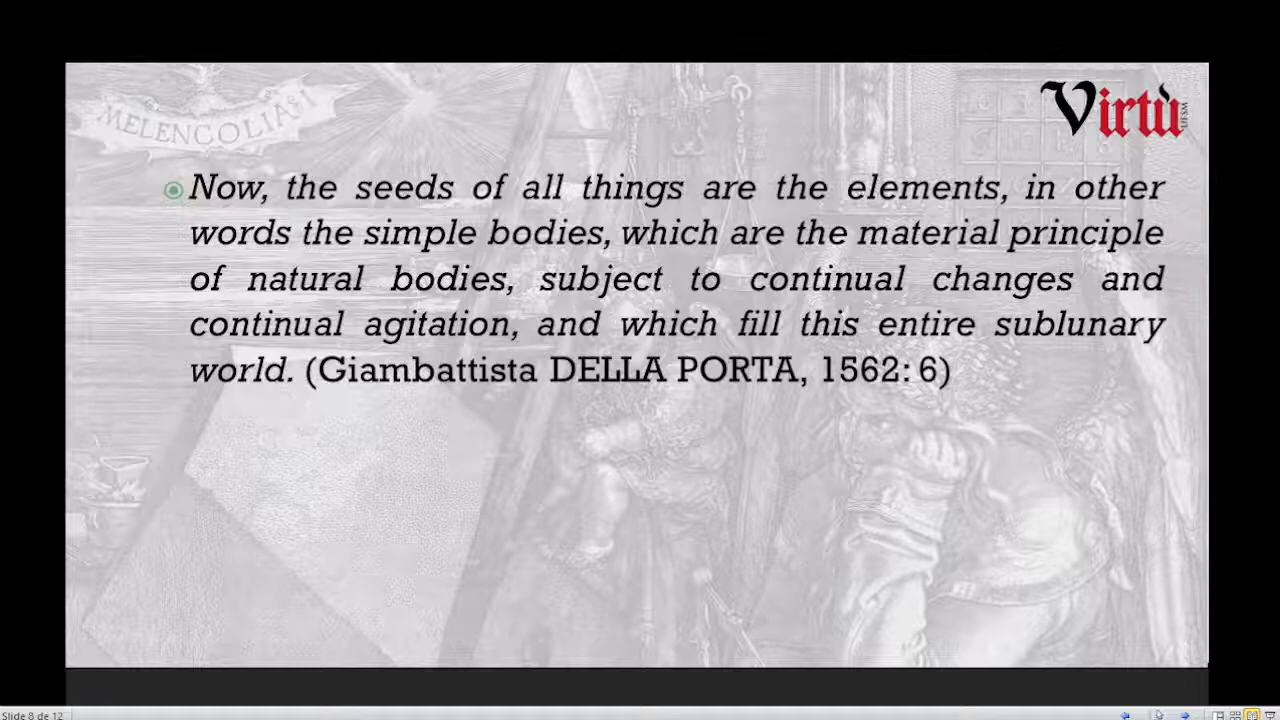 MELENCOLIA§I
Virtù
UFSM
Now, the seeds of all things are the elements, in other
words the simple bodies, which are the material principle
of natural bodies, subject to continual changes and
continual agitation, and which fill this entire sublunary
world. (Giambattista DELLA PORTA, 1562: 6)
Slide 8 de 12